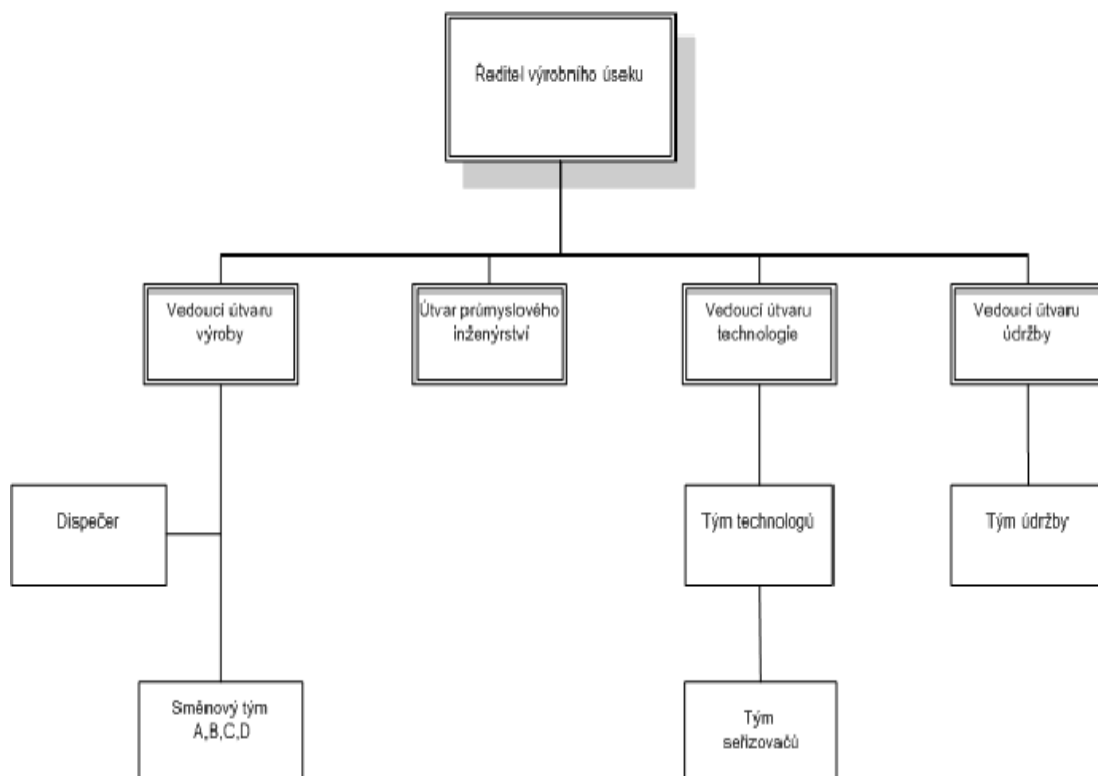 Ředitel výrobního úseku
Vedoucí útvaru
výroby
Útvar průmyslového
inženýrství
Vedoucí útvaru
technologie
Vedoucí útvaru
údržby
Dispečer
Tým technologů
Tým údržby
Směnový tým
A,B,C,D
Tým
seřizovačů